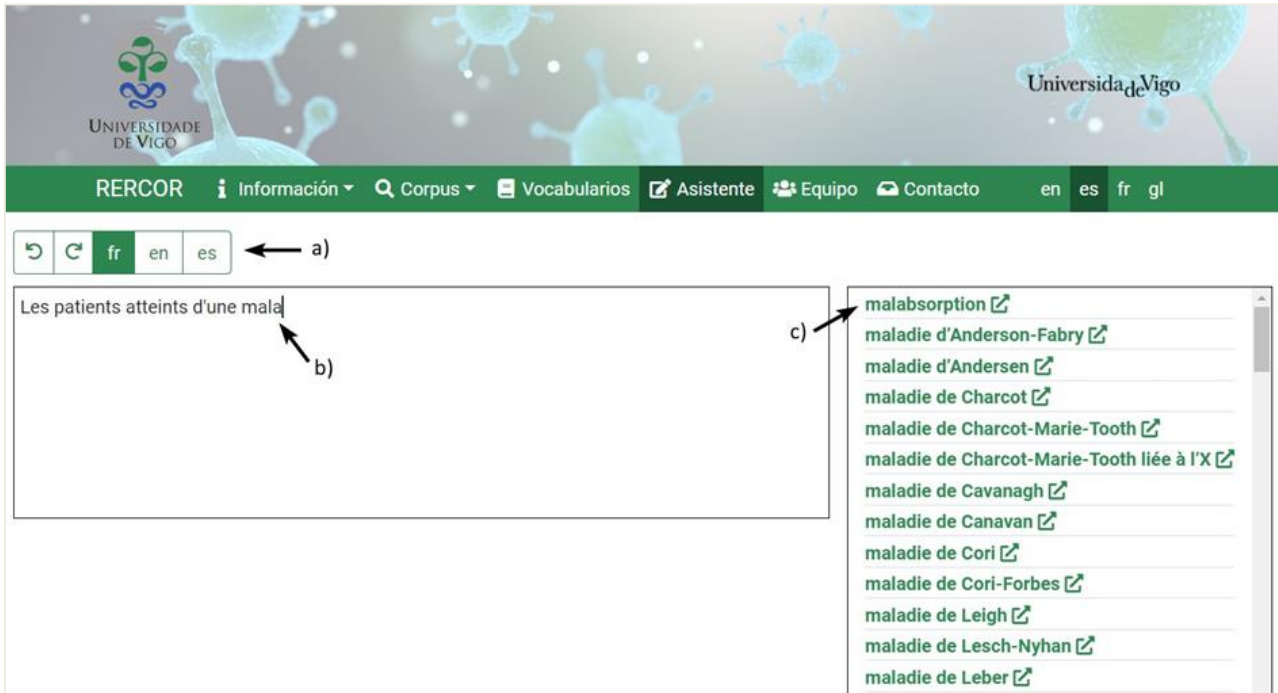 UNIVERSIDADE
DE VIGO
UniversidadeVigo
RERCOR Información Corpus Vocabularios Asistente Equipo Contacto en es fr gl
fr en es a)
Les patients atteints d'une mala
b)
c)
malabsorption
maladie d’Anderson-Fabry
maladie d’Andersen
maladie de Charcot
maladie de Charcot-Marie-Tooth
maladie de Charcot-Marie-Tooth liée à l’X
maladie de Cavanagh
maladie de Canavan
maladie de Cori
maladie de Cori-Forbes
maladie de Leigh
maladie de Lesch-Nyhan
maladie de Leber